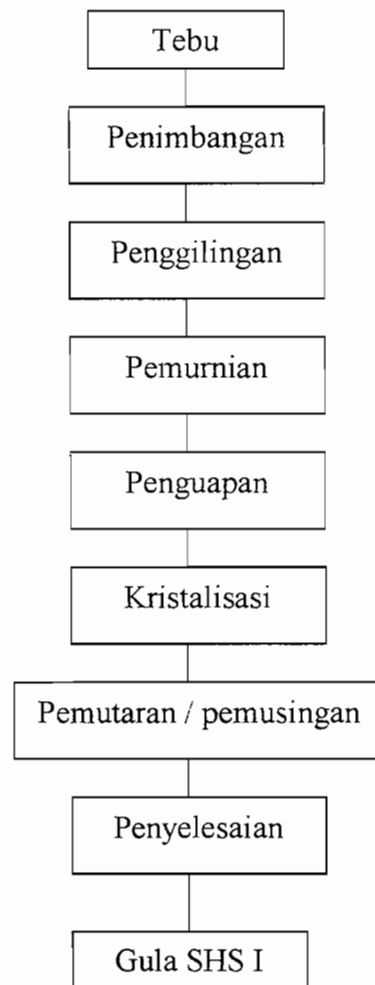 Tebu
Penimbangan
Penggilingan
Pemurnian
Penguapan
Kristalisasi
Pemutaran / pemusingan
Penyelesaian
Gula SHS I